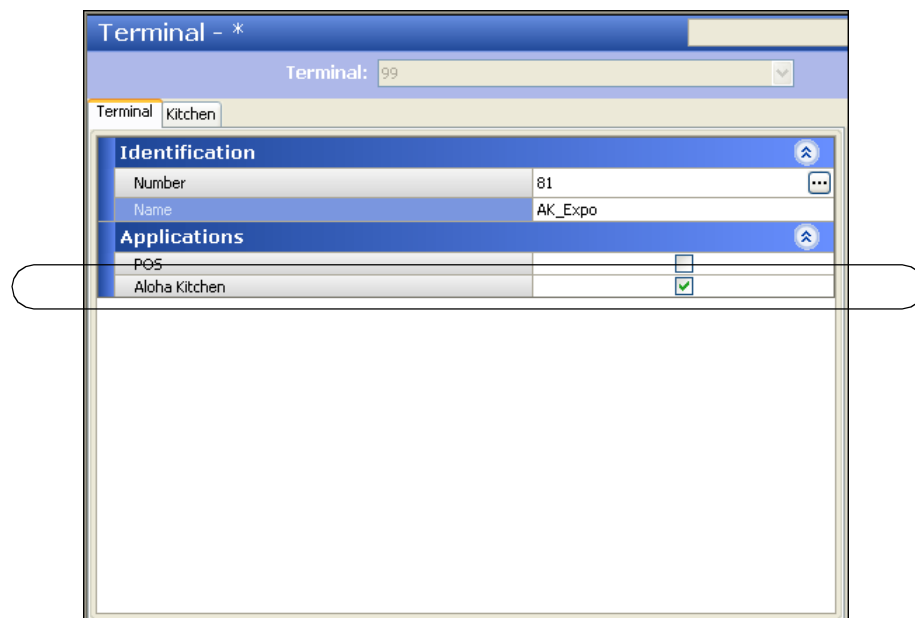 Terminal - *
Terminal: 99
Terminal Kitchen
Identification
Number 81 ...
Name AK_Expo
Applications
POS
Aloha Kitchen